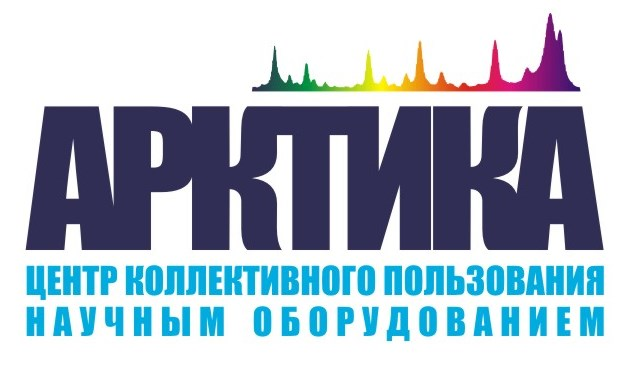 АРКТИКА
ЦЕНТР КОЛЛЕКТИВНОГО ПОЛЬЗОВАНИЯ
НАУЧНЫМ ОБОРУДОВАНИЕМ